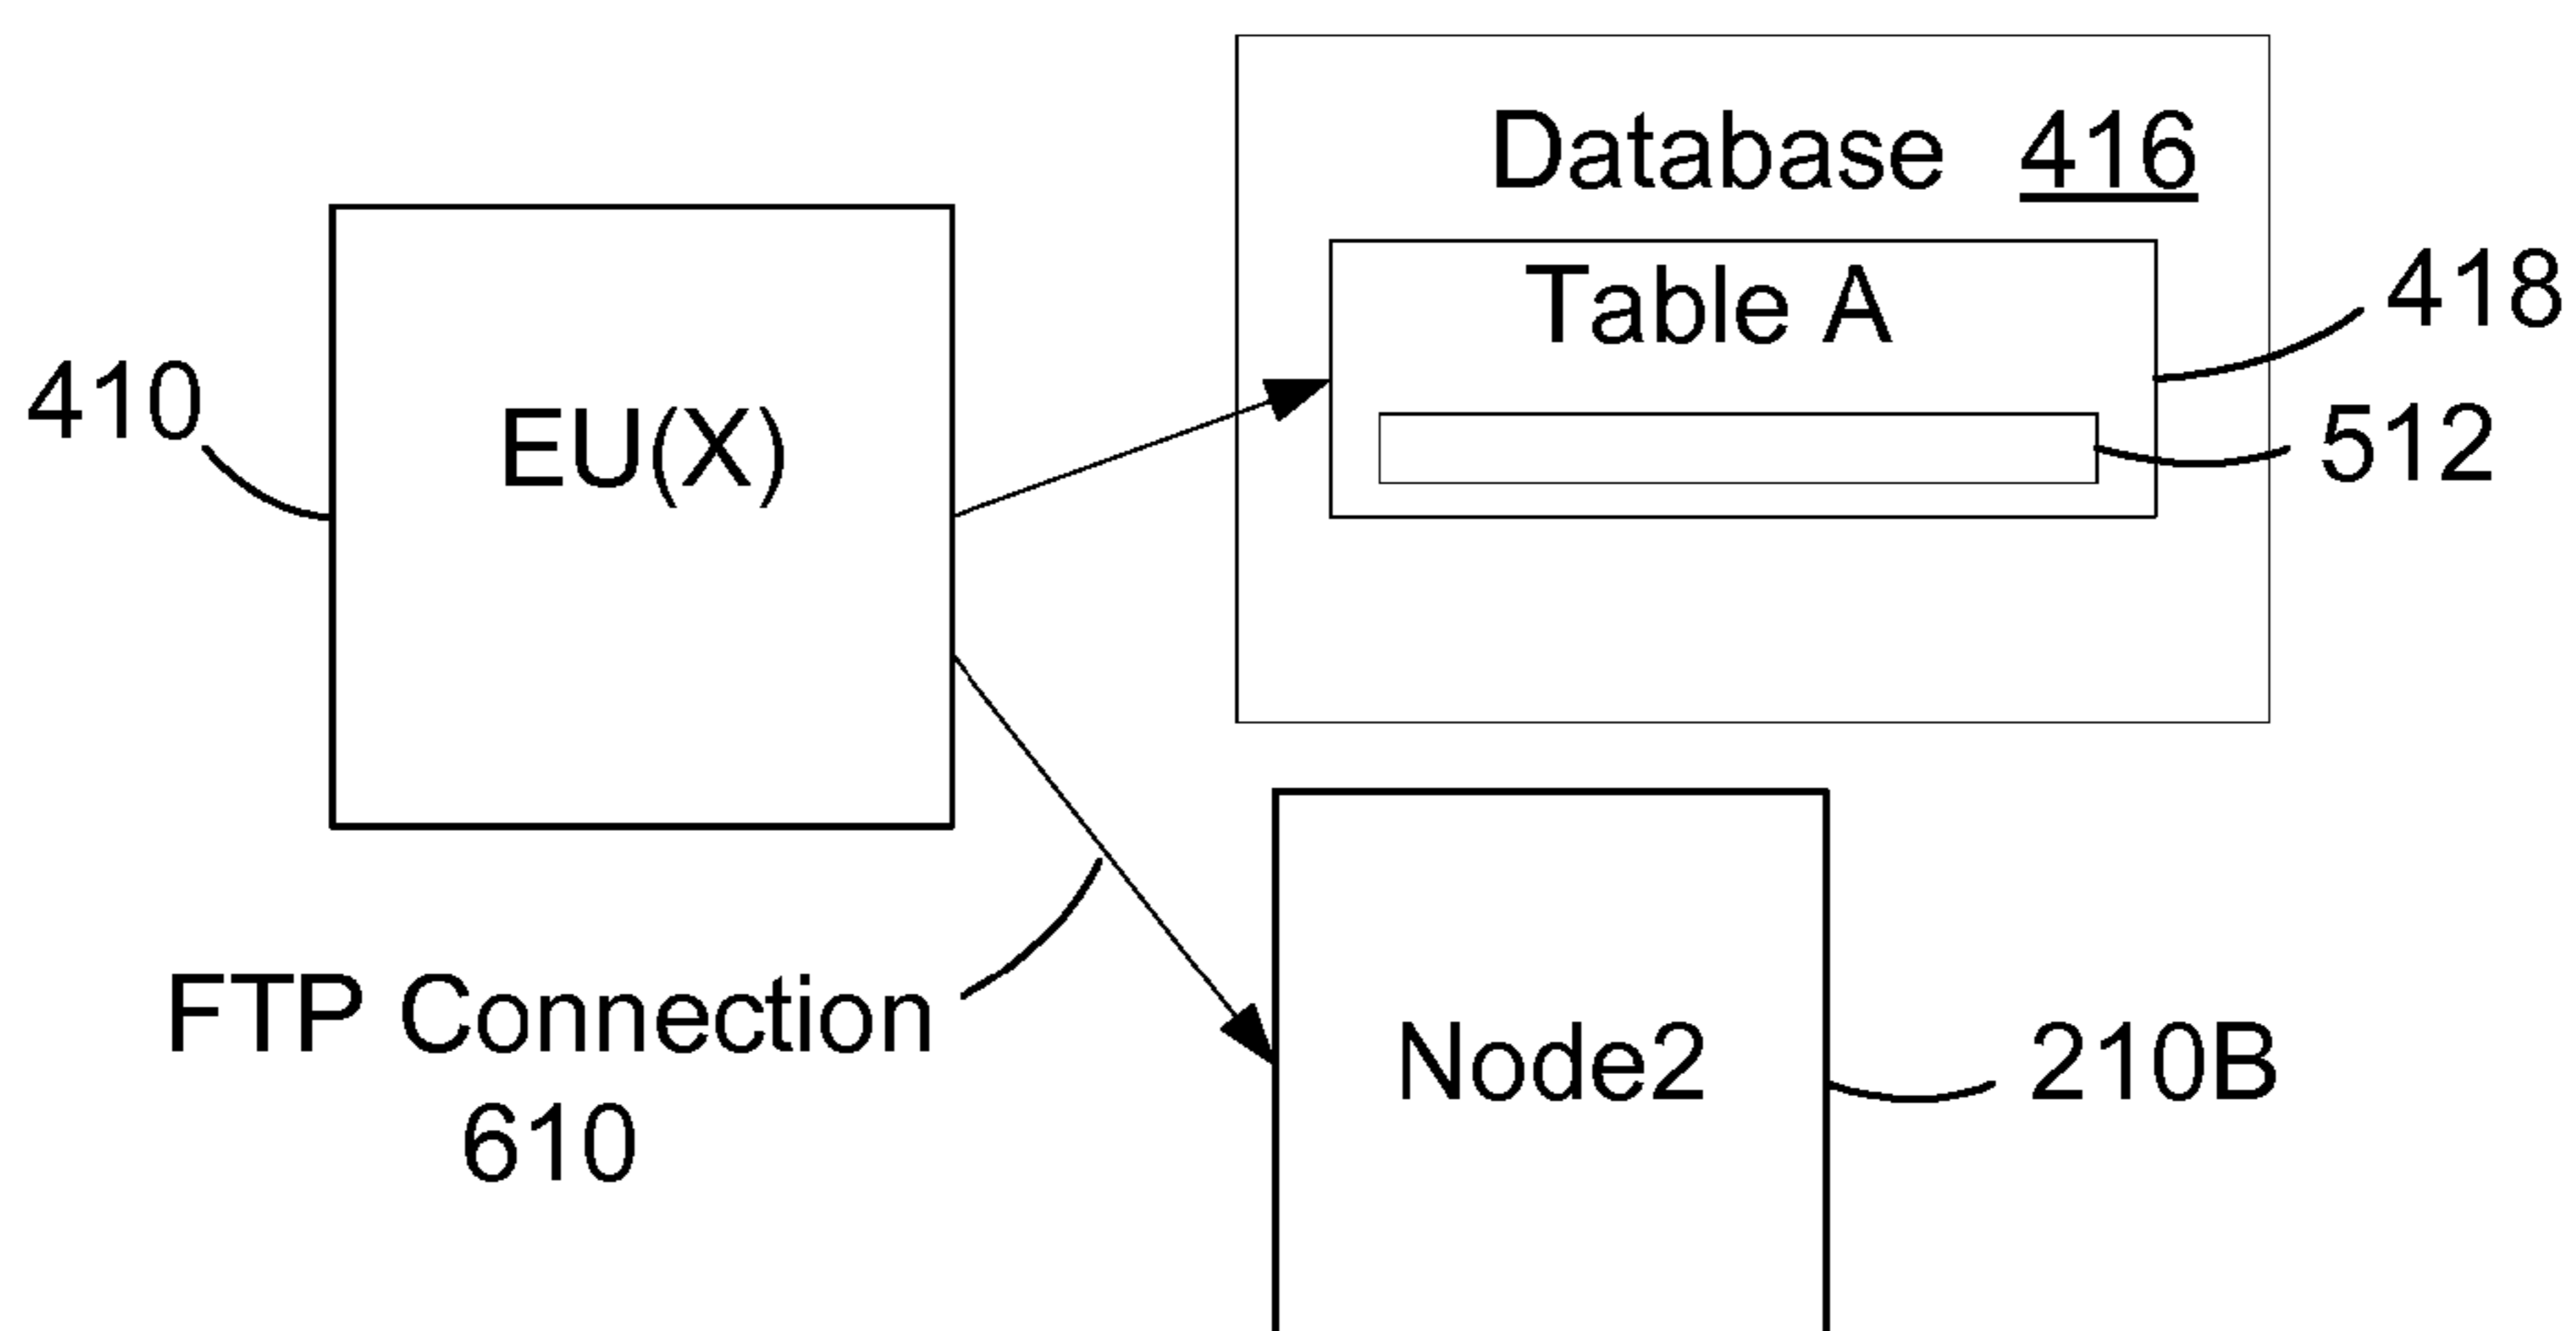 Database 416
Table A
418
410
EU(X)
512
FTP Connection
610
Node2
210B